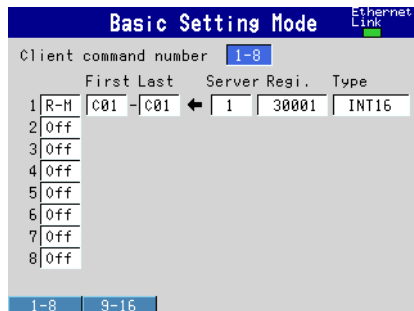 Basic Setting Mode
Ethernet
Link
Client command number 1-8
First Last Server Regi. Type
1 R-M C01 - C01 ← 1 30001 INT16
2 Off
3 Off
4 Off
5 Off
6 Off
7 Off
8 Off
1-8 9-16